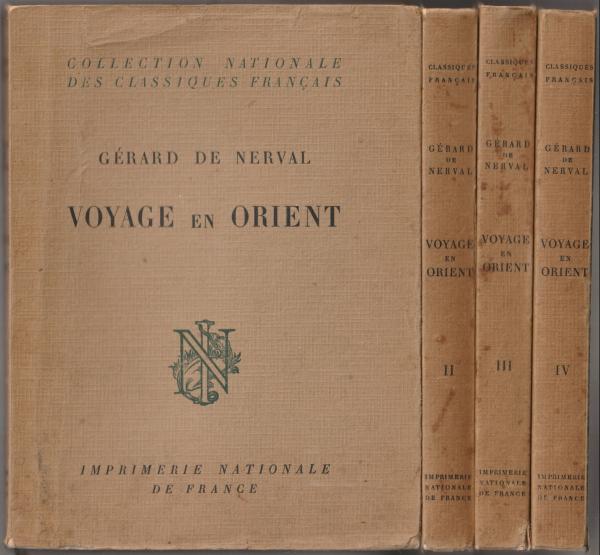 COLLECTION NATIONALE
DES CLASSIQUES FRANÇAIS
GÉRARD DE NERVAL
VOYAGE EN ORIENT
IN
IMPRIMERIE NATIONALE
DE FRANCE
CLASSIQUES
FRANÇAIS
GÉRARD
DE
NERVAL
VOYAGE
EN
ORIENT
II
IMPRIMERIE
NATIONALE
DE FRANCE
CLASSIQUES
FRANÇAIS
GÉRARD
DE
NERVAL
VOYAGE
EN
ORIENT
III
IMPRIMERIE
NATIONALE
DE FRANCE
CLASSIQUES
FRANÇAIS
GÉRARD
DE
NERVAL
VOYAGE
EN
ORIENT
IV
IMPRIMERIE
NATIONALE
DE FRANCE